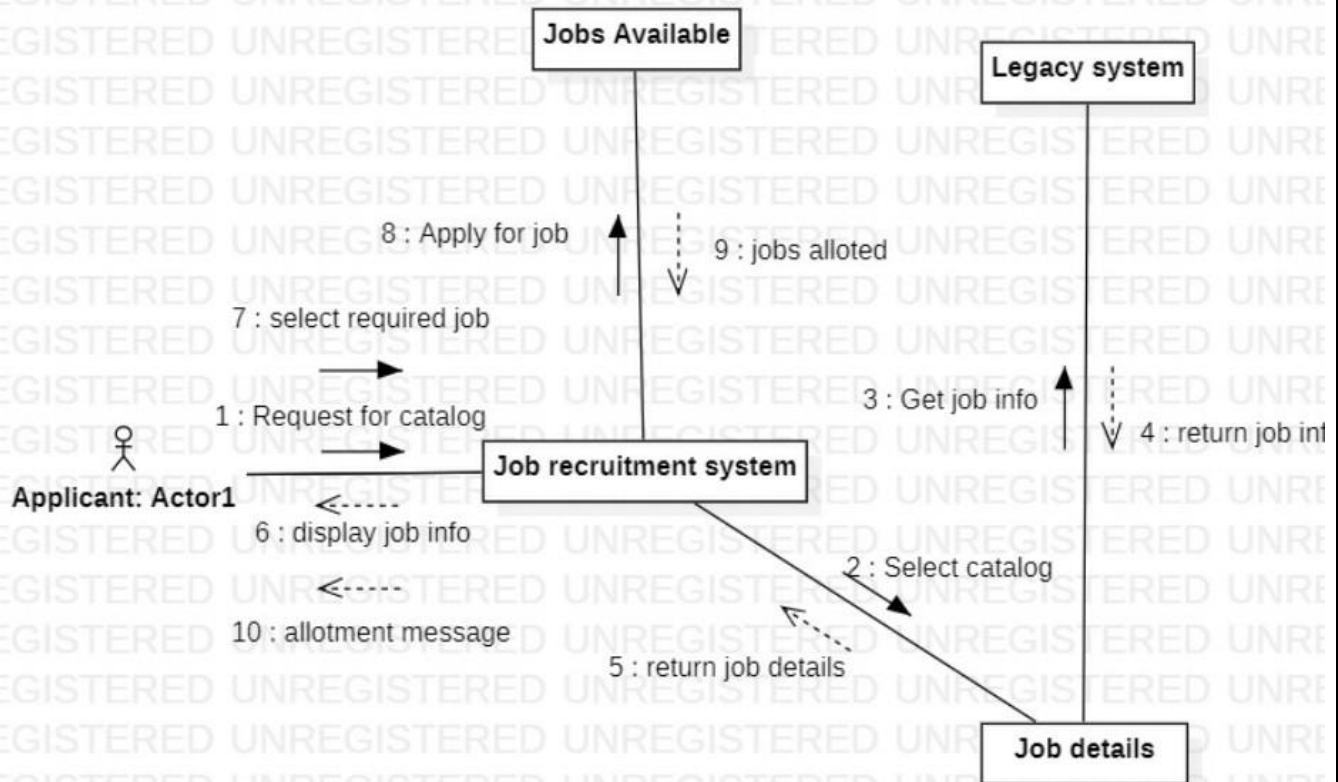 Jobs Available
Legacy system
8 : Apply for job
9 : jobs alloted
7 : select required job
1 : Request for catalog
3 : Get job info
4 : return job inf
Job recruitment system
Applicant: Actor1
6 : display job info
2 : Select catalog
10 : allotment message
5 : return job details
Job details
UNREGISTERED